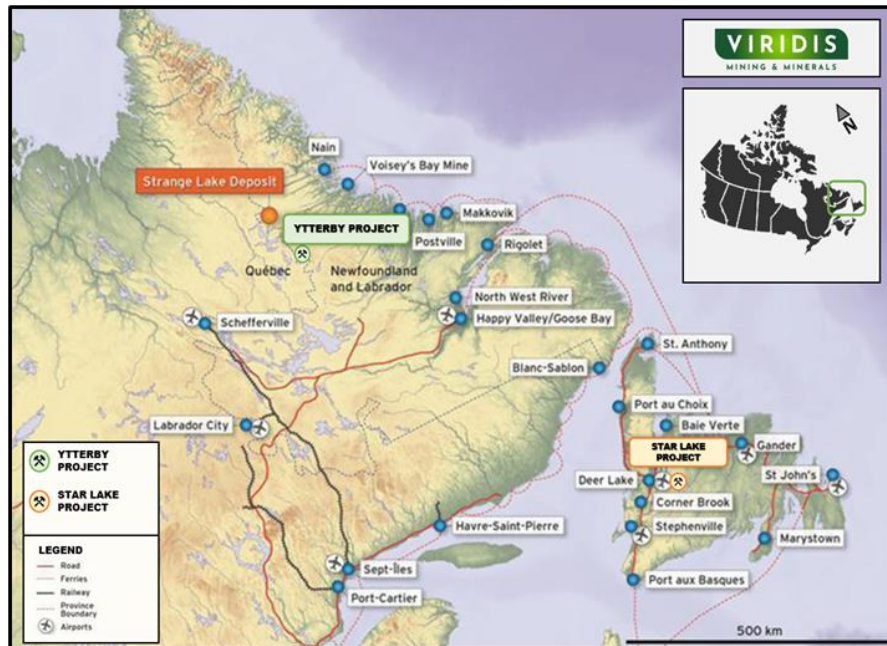 VIRIDIS
MINING & MINERALS
N
Nain
Voisey's Bay Mine
Strange Lake Deposit
YTTERBY PROJECT
Makkovik
Postville
Rigolet
Québec
Newfoundland
and Labrador
North West River
Schefferville
Happy Valley/Goose Bay
St. Anthony
Blanc-Sablon
Port au Choix
Labrador City
Baie Verte
STAR LAKE
PROJECT
Gander
St John's
Deer Lake
Corner Brook
Stephenville
Havre-Saint-Pierre
Marystown
Sept-Îles
Port-Cartier
Port aux Basques
YTTERBY
PROJECT
STAR LAKE
PROJECT
LEGEND
Road
Ferries
Railway
Province
Boundary
Airports
500 km